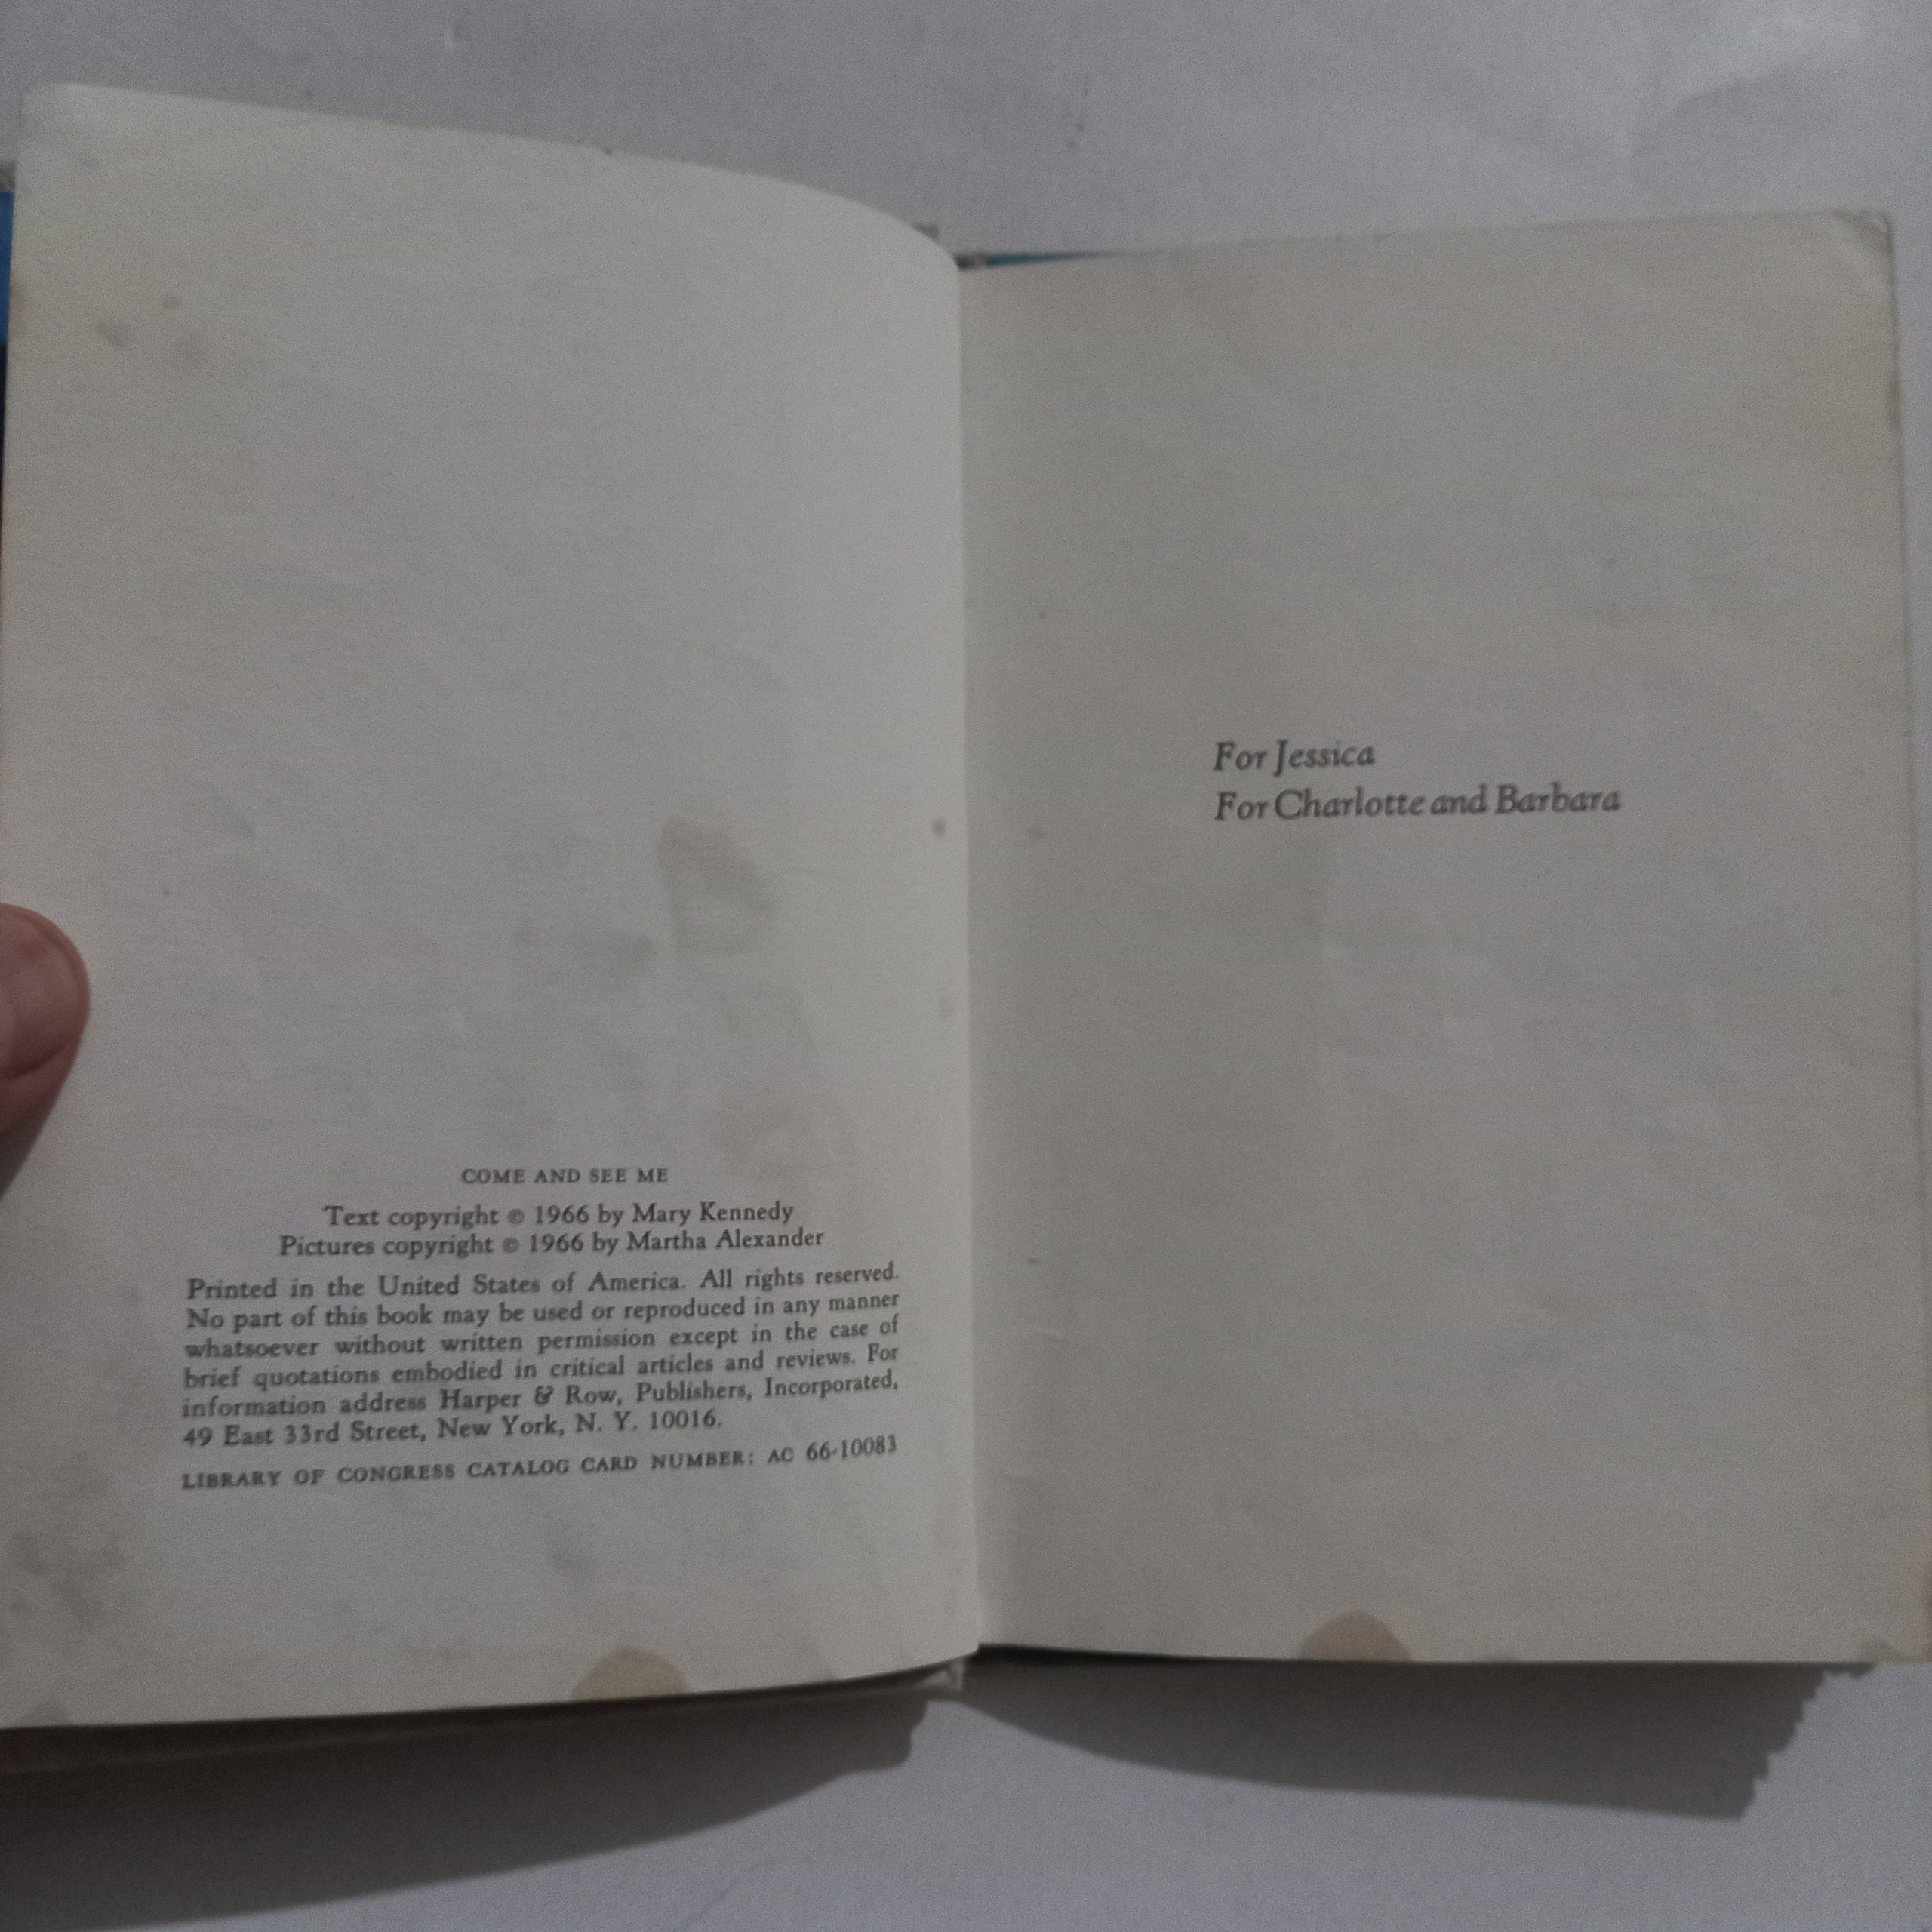 COME AND SEE ME
Text copyright © 1966 by Mary Kennedy
Pictures copyright © 1966 by Martha Alexander
Printed in the United States of America. All rights reserved.
No part of this book may be used or reproduced in any manner
whatsoever without written permission except in the case of
brief quotations embodied in critical articles and reviews. For
information address Harper & Row, Publishers, Incorporated,
49 East 33rd Street, New York, N. Y. 10016.
LIBRARY OF CONGRESS CATALOG CARD NUMBER: AC 66-10083
For Jessica
For Charlotte and Barbara